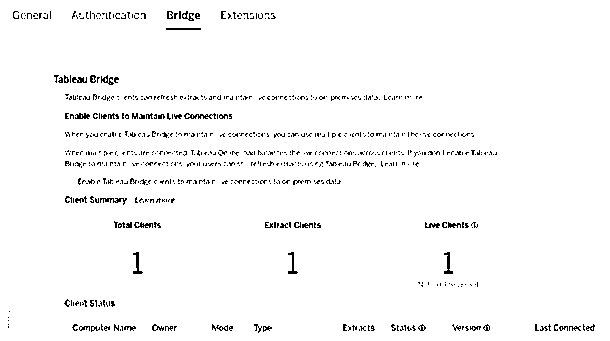 General Authentication Bridge Extensions
Tableau Bridge
Tableau Bridge clients can refresh extracts and maintain live connections to on-premises data. Learn more
Enable Clients to Maintain Live Connections
When you enable Tableau Bridge to maintain live connections, you can use multiple clients to maintain the live connections.
When multiple clients are connected, Tableau Online load balances the live connections across clients. If you don't enable Tableau
Bridge to maintain live connections, your users can still refresh extracts using Tableau Bridge. Learn more
Enable Tableau Bridge clients to maintain live connections to on-premises data
Client Summary Learn more
Total Clients Extract Clients Live Clients
1 1 1
Client Status
Computer Name Owner Mode Type Extracts Status Version Last Connected